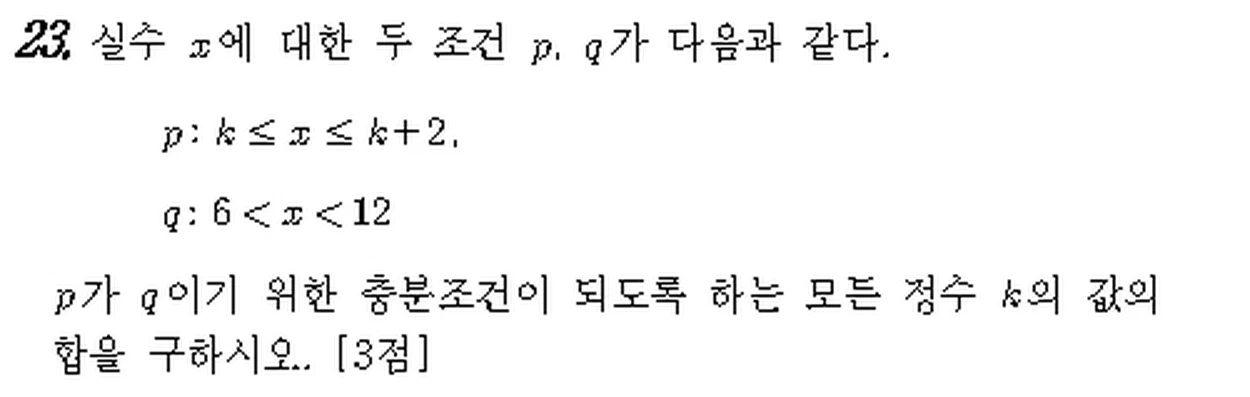 23. 실수 x에 대한 두 조건 p, q가 다음과 같다.
p: k ≤ x ≤ k+2,
q: 6 < x < 12
p가 q이기 위한 충분조건이 되도록 하는 모든 정수 k의 값의
합을 구하시오.. [3점]